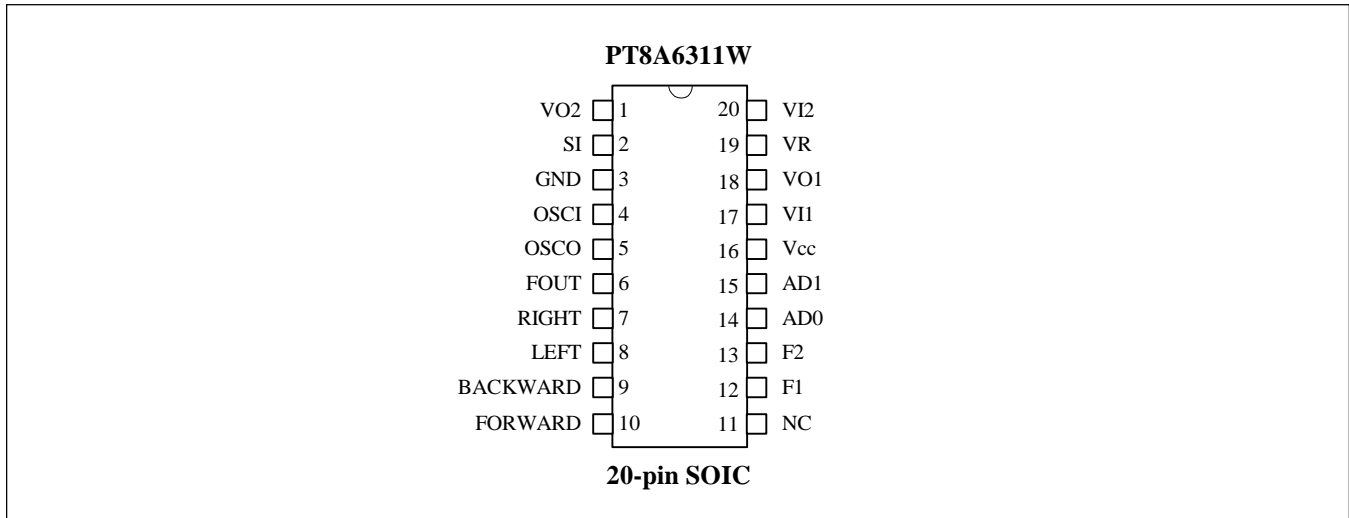 PT8A6311W
VO2 1 20 VI2
SI 2 19 VR
GND 3 18 VO1
OSCI 4 17 VI1
OSCO 5 16 Vcc
FOUT 6 15 AD1
RIGHT 7 14 AD0
LEFT 8 13 F2
BACKWARD 9 12 F1
FORWARD 10 11 NC
20-pin SOIC